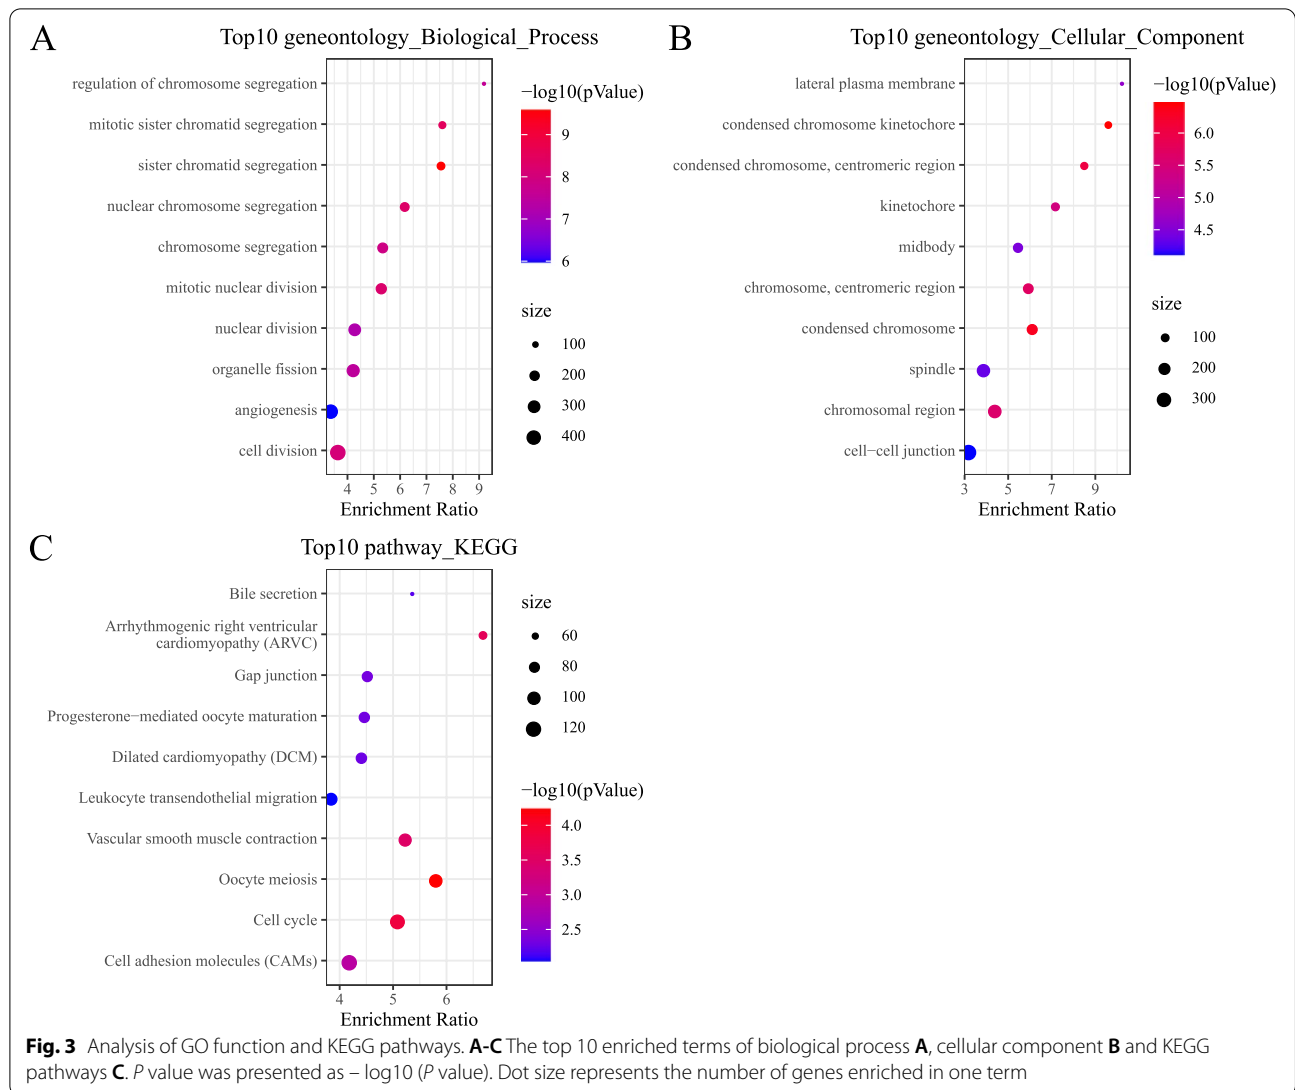 A
Top10 geneontology_Biological_Process
regulation of chromosome segregation
mitotic sister chromatid segregation
sister chromatid segregation
nuclear chromosome segregation
chromosome segregation
mitotic nuclear division
nuclear division
organelle fission
angiogenesis
cell division
4 5 6 7 8 9
Enrichment Ratio
−log10(pValue)
9
8
7
6
size
100
200
300
400
B
Top10 geneontology_Cellular_Component
lateral plasma membrane
condensed chromosome kinetochore
condensed chromosome, centromeric region
kinetochore
midbody
chromosome, centromeric region
condensed chromosome
spindle
chromosomal region
cell−cell junction
3 5 7 9
Enrichment Ratio
−log10(pValue)
6.0
5.5
5.0
4.5
size
100
200
300
C
Top10 pathway_KEGG
Bile secretion
Arrhythmogenic right ventricular
cardiomyopathy (ARVC)
Gap junction
Progesterone−mediated oocyte maturation
Dilated cardiomyopathy (DCM)
Leukocyte transendothelial migration
Vascular smooth muscle contraction
Oocyte meiosis
Cell cycle
Cell adhesion molecules (CAMs)
4 5 6
Enrichment Ratio
size
60
80
100
120
−log10(pValue)
4.0
3.5
3.0
2.5
Fig. 3 Analysis of GO function and KEGG pathways. A-C The top 10 enriched terms of biological process A, cellular component B and KEGG
pathways C. P value was presented as – log10 (P value). Dot size represents the number of genes enriched in one term